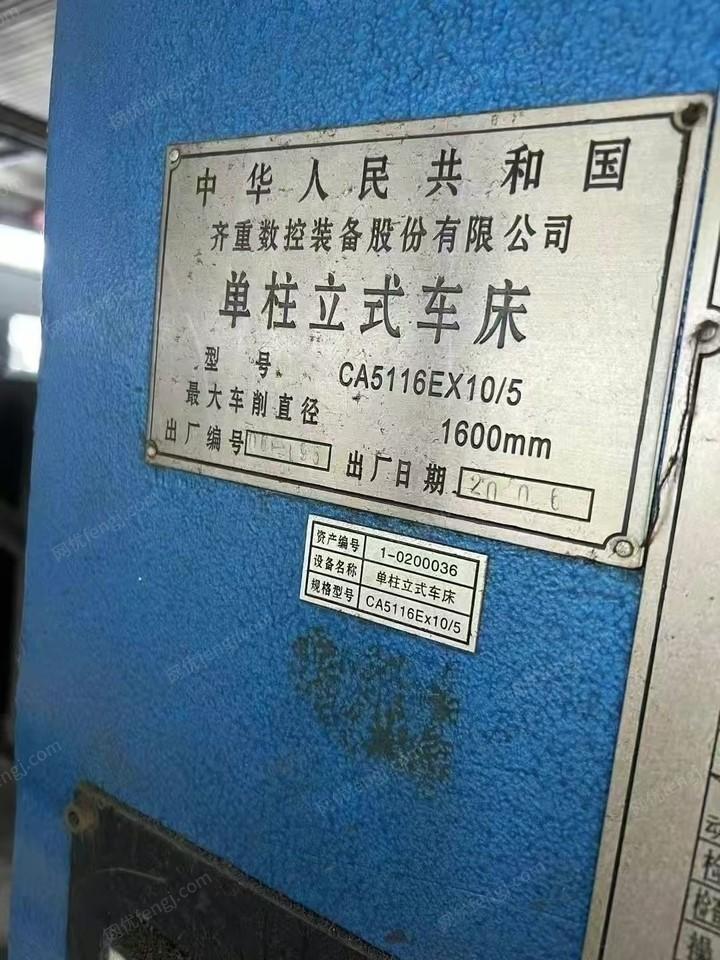 中华人民共和国
齐重数控装备股份有限公司
单柱立式车床
型号 CA5116EX10/5
最大车削直径 1600mm
出厂编号 出厂日期 2006
资产编号 1-0200036
设备名称 单柱立式车床
规格型号 CA5116Ex10/5